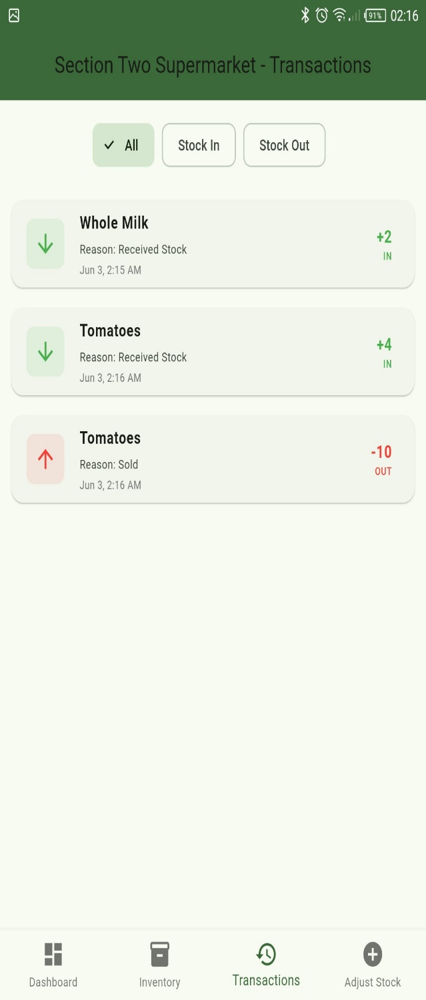 91% 02:16
Section Two Supermarket - Transactions
All Stock In Stock Out
Whole Milk
Reason: Received Stock
Jun 3, 2:15 AM
+2
IN
Tomatoes
Reason: Received Stock
Jun 3, 2:16 AM
+4
IN
Tomatoes
Reason: Sold
Jun 3, 2:16 AM
-10
OUT
Dashboard Inventory Transactions Adjust Stock